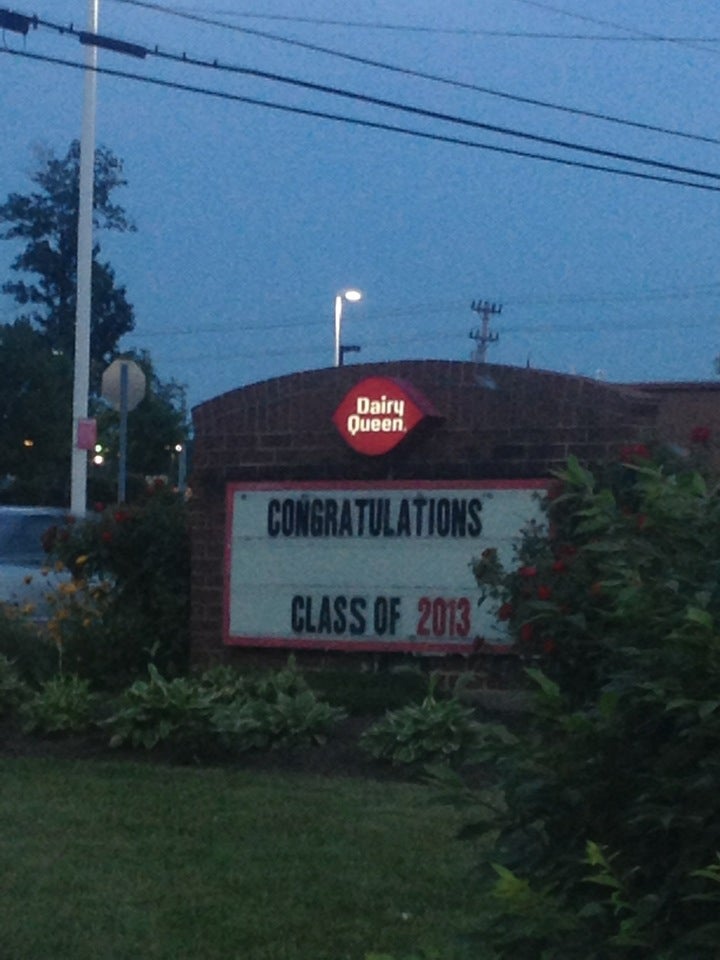 Dairy
Queen.
CONGRATULATIONS
CLASS OF 2013